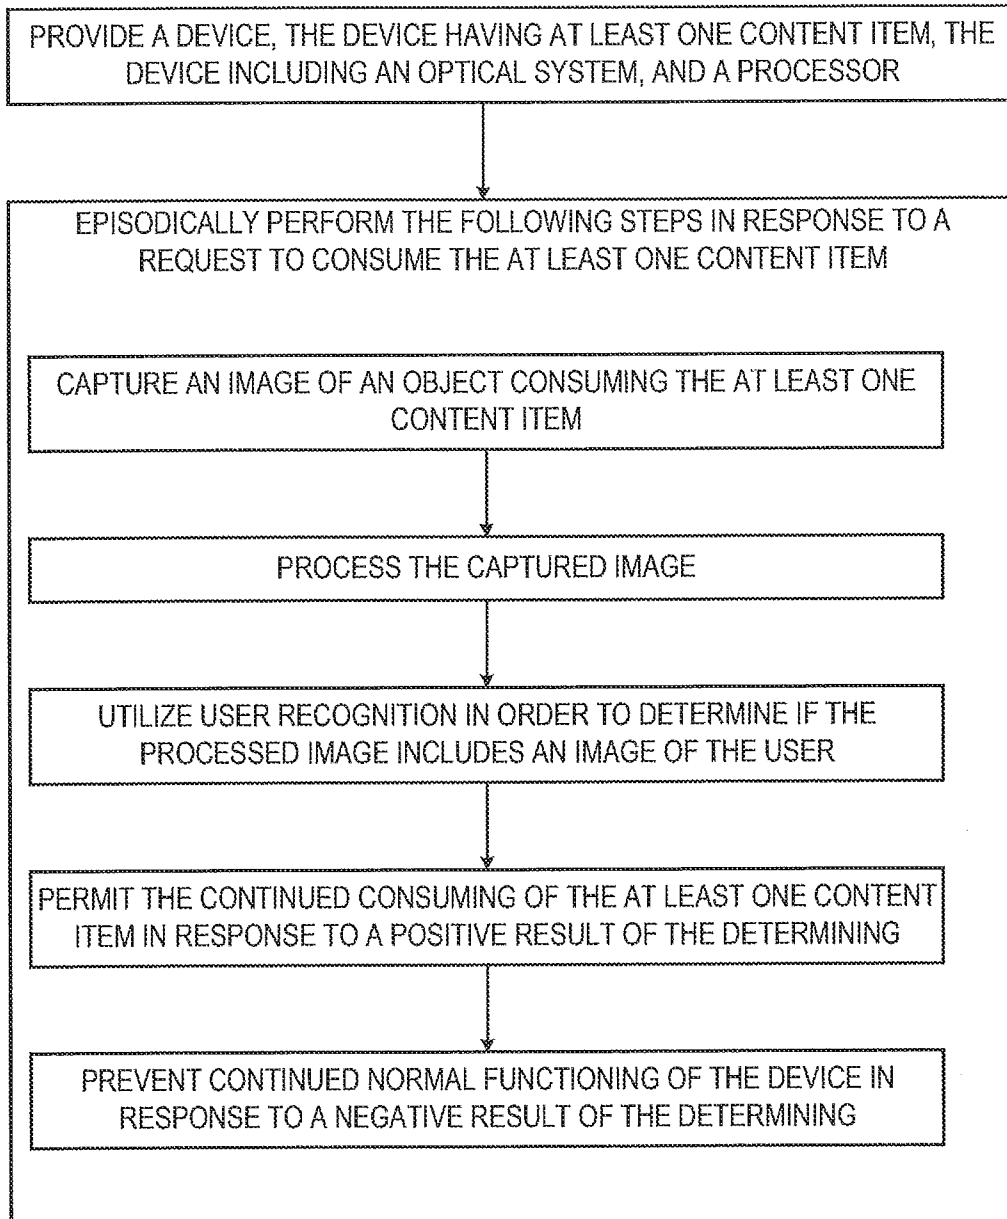 PROVIDE A DEVICE, THE DEVICE HAVING AT LEAST ONE CONTENT ITEM, THE
DEVICE INCLUDING AN OPTICAL SYSTEM, AND A PROCESSOR
EPISODICALLY PERFORM THE FOLLOWING STEPS IN RESPONSE TO A
REQUEST TO CONSUME THE AT LEAST ONE CONTENT ITEM
CAPTURE AN IMAGE OF AN OBJECT CONSUMING THE AT LEAST ONE
CONTENT ITEM
PROCESS THE CAPTURED IMAGE
UTILIZE USER RECOGNITION IN ORDER TO DETERMINE IF THE
PROCESSED IMAGE INCLUDES AN IMAGE OF THE USER
PERMIT THE CONTINUED CONSUMING OF THE AT LEAST ONE CONTENT
ITEM IN RESPONSE TO A POSITIVE RESULT OF THE DETERMINING
PREVENT CONTINUED NORMAL FUNCTIONING OF THE DEVICE IN
RESPONSE TO A NEGATIVE RESULT OF THE DETERMINING